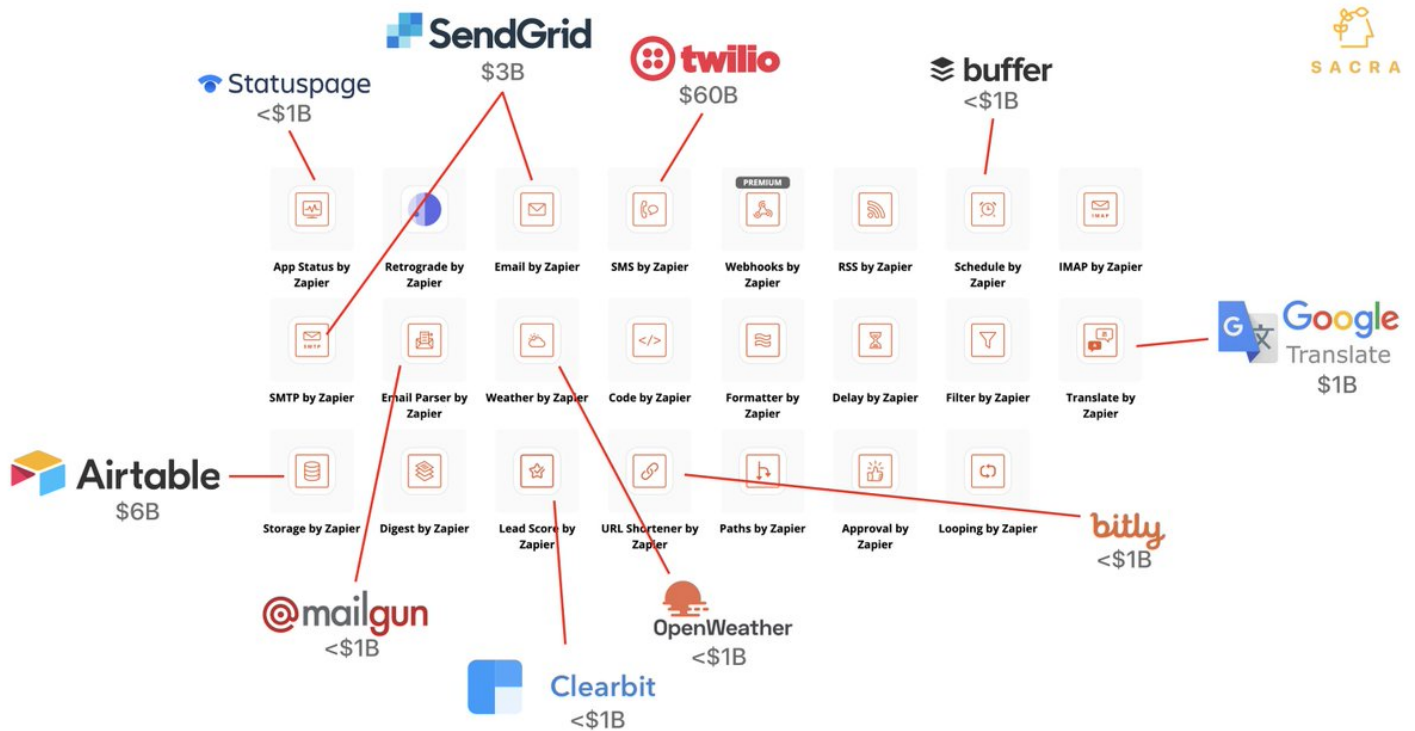 SendGrid
$3B
twilio
$60B
Statuspage
<$1B
buffer
<$1B
SACRA
PREMIUM
App Status by
Zapier
Retrograde by
Zapier
Email by Zapier
SMS by Zapier
Webhooks by
Zapier
RSS by Zapier
Schedule by
Zapier
IMAP
IMAP by Zapier
SMTP
SMTP by Zapier
Email Parser by
Zapier
Weather by Zapier
</>
Code by Zapier
Formatter by
Zapier
Delay by Zapier
Filter by Zapier
Translate by
Zapier
G 文
Google
Translate
$1B
Airtable
$6B
Storage by Zapier
Digest by Zapier
Lead Score by
Zapier
URL Shortener by
Zapier
Paths by Zapier
Approval by
Zapier
Looping by Zapier
bitly
<$1B
@mailgun
<$1B
OpenWeather
<$1B
Clearbit
<$1B